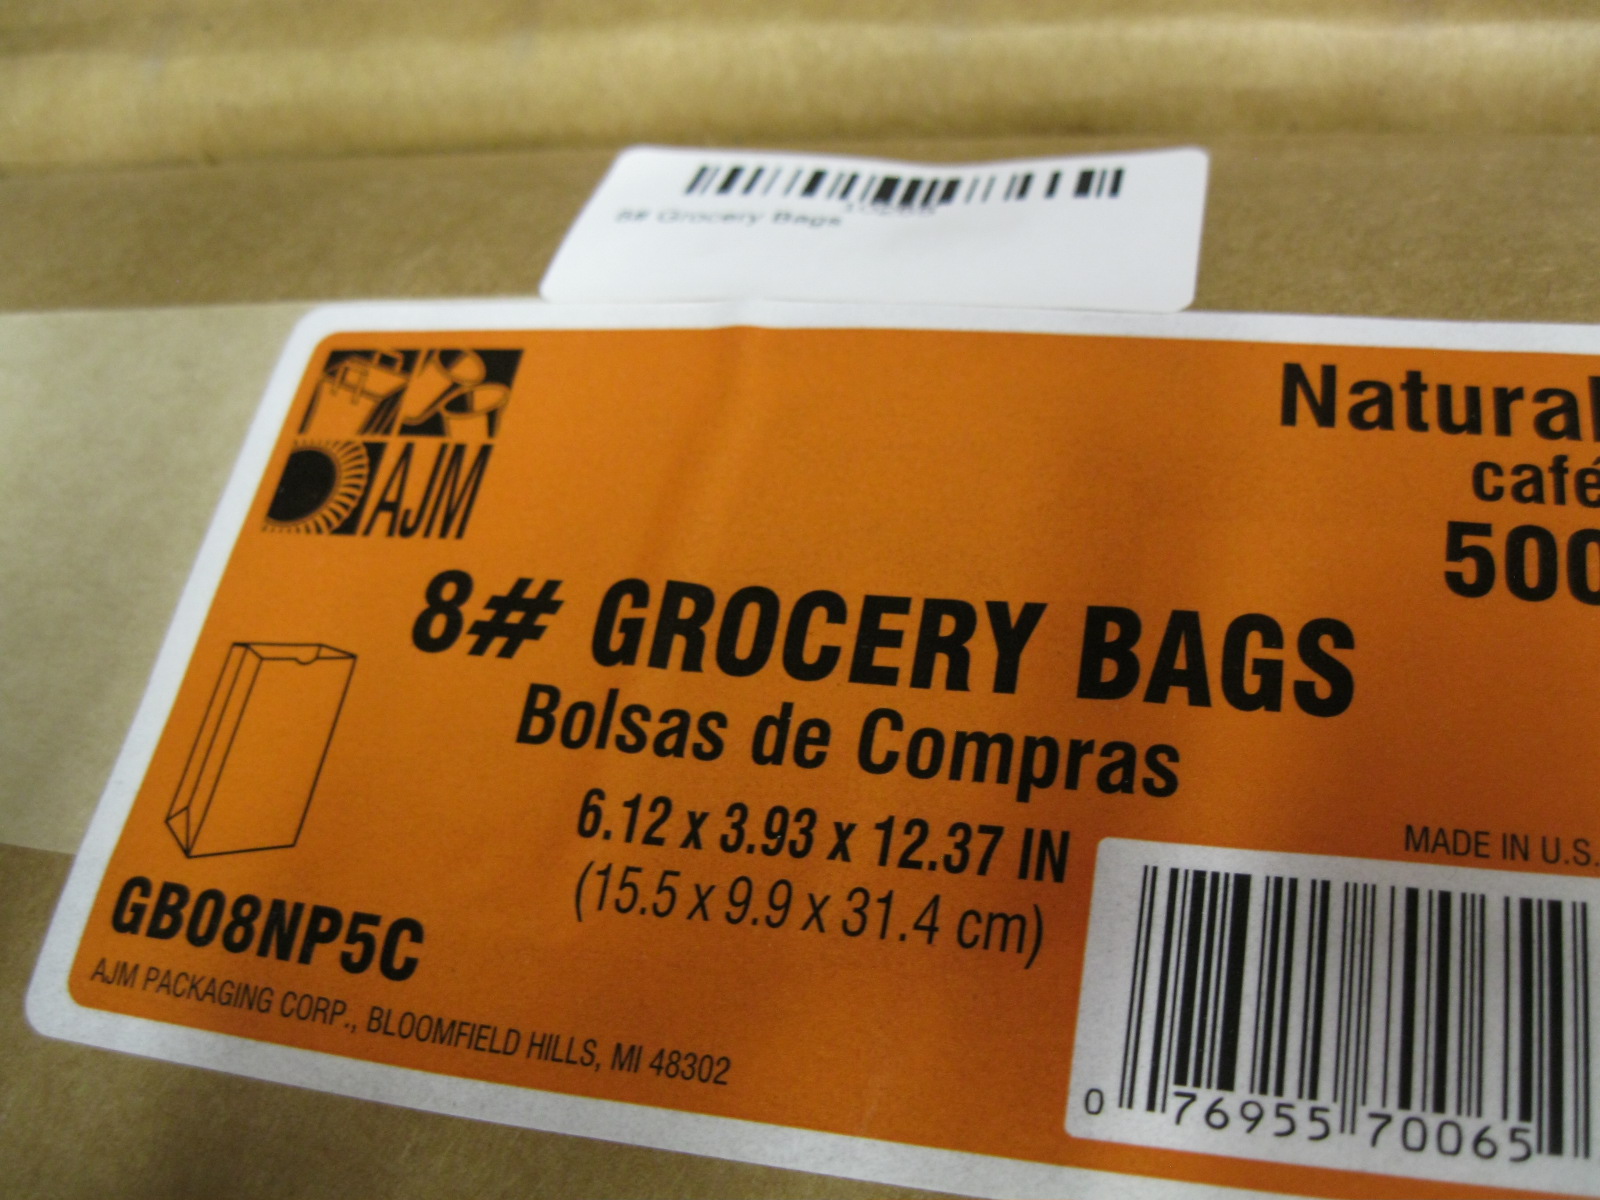 8# Grocery Bags
AJM
Natural
café
500
8# GROCERY BAGS
Bolsas de Compras
6.12 x 3.93 x 12.37 IN
(15.5 x 9.9 x 31.4 cm)
MADE IN U.S.
GB08NP5C
AJM PACKAGING CORP., BLOOMFIELD HILLS, MI 48302
0 76955 70065